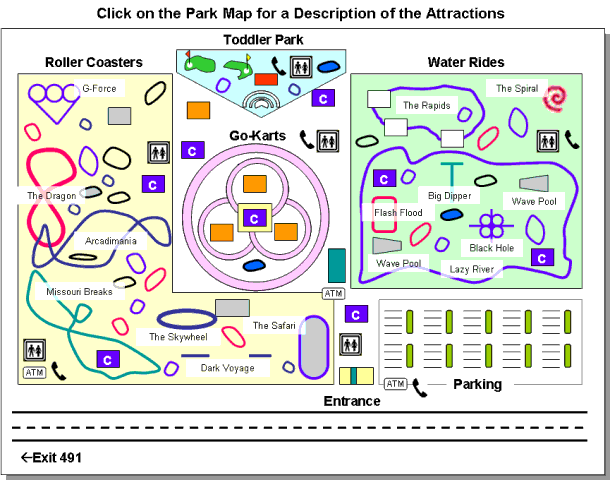 Click on the Park Map for a Description of the Attractions
Toddler Park
Roller Coasters
Water Rides
G-Force
The Spiral
The Rapids
C
Go-Karts
C
C
C
The Dragon
Big Dipper
Wave Pool
Flash Flood
C
Arcadimania
Black Hole
Wave Pool
C
Lazy River
Missouri Breaks
ATM
C
The Skywheel
The Safari
C
Dark Voyage
ATM
ATM
Parking
Entrance
←Exit 491